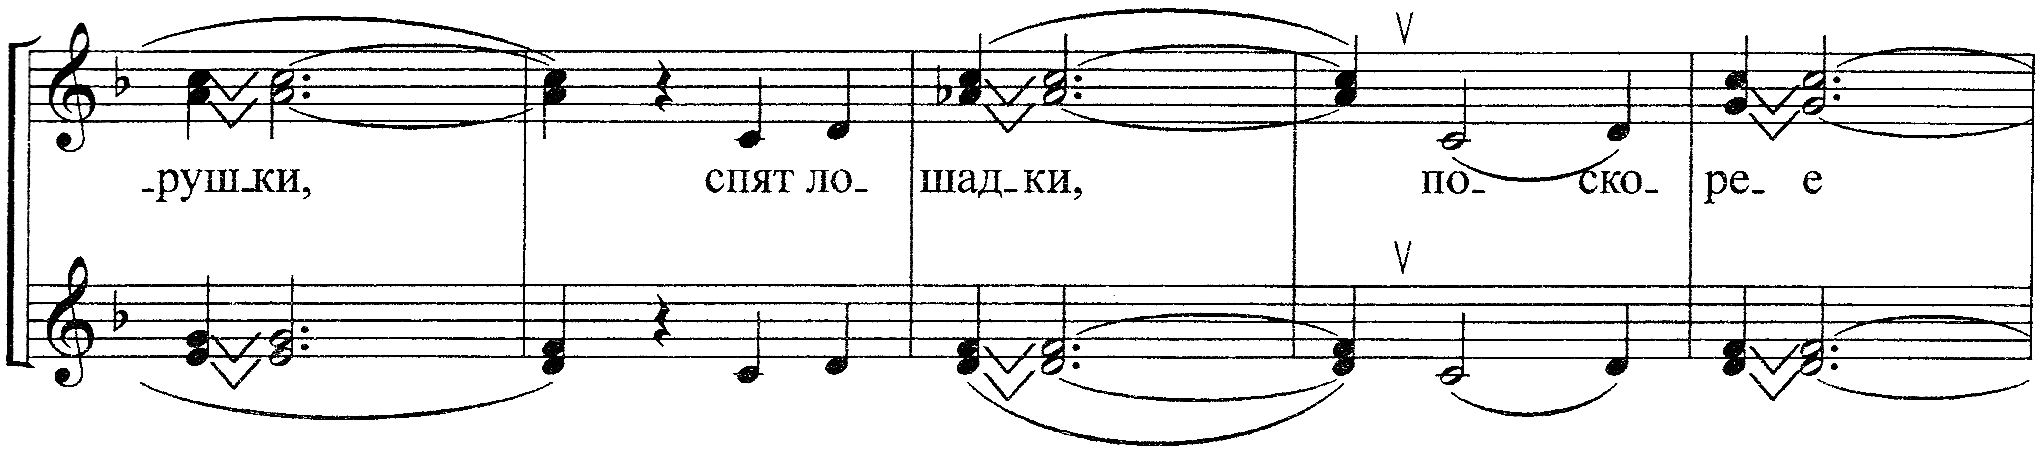 -руш-ки, спят ло- шад-ки, по- ско- ре- е